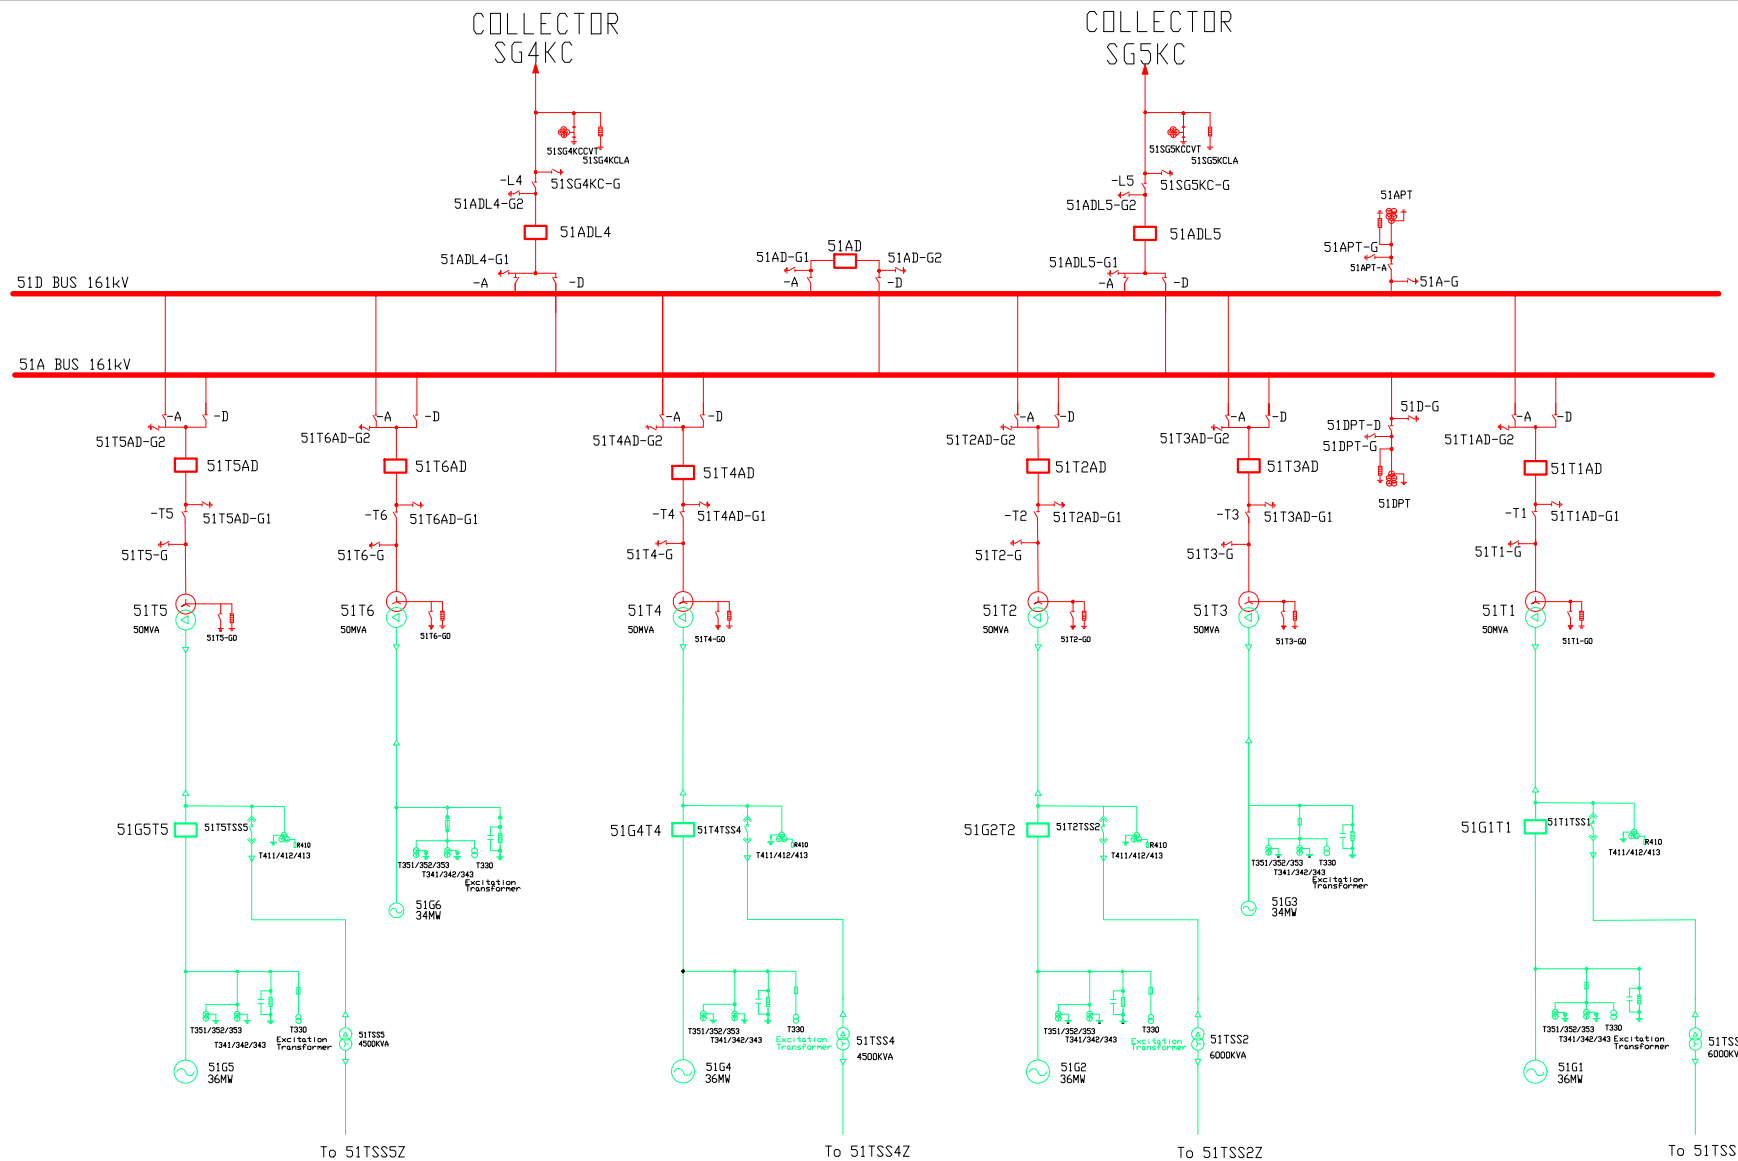 COLLECTOR
SG4KC
COLLECTOR
SG5KC
51SG4KCCVT
51SG4KCLA
51SG5KCCVT
51SG5KCLA
-L4
51SG4KC-G
51ADL4-G2
-L5
51SG5KC-G
51ADL5-G2
51APT
51ADL4
51AD
51ADL5
51APT-G
51ADL4-G1
51AD-G1
51AD-G2
51ADL5-G1
51APT-A
51D BUS 161kV
-A
-D
-A
-D
-A
-D
51A-G
51A BUS 161kV
-A
-D
-A
-D
-A
-D
-A
-D
-A
-D
51D-G
-A
-D
51T5AD-G2
51T6AD-G2
51T4AD-G2
51T2AD-G2
51T3AD-G2
51DPT-D
51DPT-G
51T1AD-G2
51T5AD
51T6AD
51T4AD
51T2AD
51T3AD
51T1AD
51DPT
-T5
51T5AD-G1
-T6
51T6AD-G1
-T4
51T4AD-G1
-T2
51T2AD-G1
-T3
51T3AD-G1
-T1
51T1AD-G1
51T5-G
51T6-G
51T4-G
51T2-G
51T3-G
51T1-G
51T5
50MVA
51T5-G0
51T6
50MVA
51T6-G0
51T4
50MVA
51T4-G0
51T2
50MVA
51T2-G0
51T3
50MVA
51T3-G0
51T1
50MVA
51T1-G0
51G5T5
51T5TSS5
R410
T411/412/413
T351/352/353
T330
T341/342/343
Excitation
Transformer
51G6
34MW
51G4T4
51T4TSS4
R410
T411/412/413
51G2T2
51T2TSS2
R410
T411/412/413
T351/352/353
T330
T341/342/343
Excitation
Transformer
51G3
34MW
51G1T1
51T1TSS1
R410
T411/412/413
T351/352/353
T330
T341/342/343
Excitation
Transformer
51TSS5
4500KVA
51G5
36MW
T351/352/353
T330
T341/342/343
Excitation
Transformer
51TSS4
4500KVA
51G4
36MW
T351/352/353
T330
T341/342/343
Excitation
Transformer
51TSS2
6000KVA
51G2
36MW
T351/352/353
T330
T341/342/343
Excitation
Transformer
51TSS
6000KV
51G1
36MW
To 51TSS5Z
To 51TSS4Z
To 51TSS2Z
To 51TSS